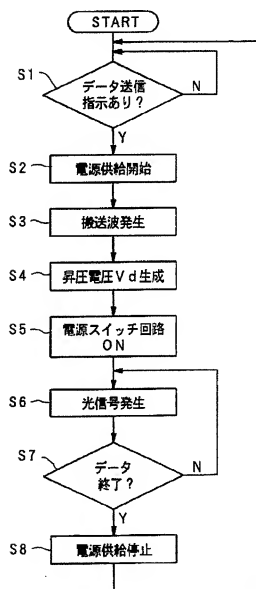 START
S1
データ送信
指示あり？
N
Y
S2
電源供給開始
S3
搬送波発生
S4
昇圧電圧Ｖｄ生成
S5
電源スイッチ回路
ON
S6
光信号発生
S7
データ
終了？
N
Y
S8
電源供給停止